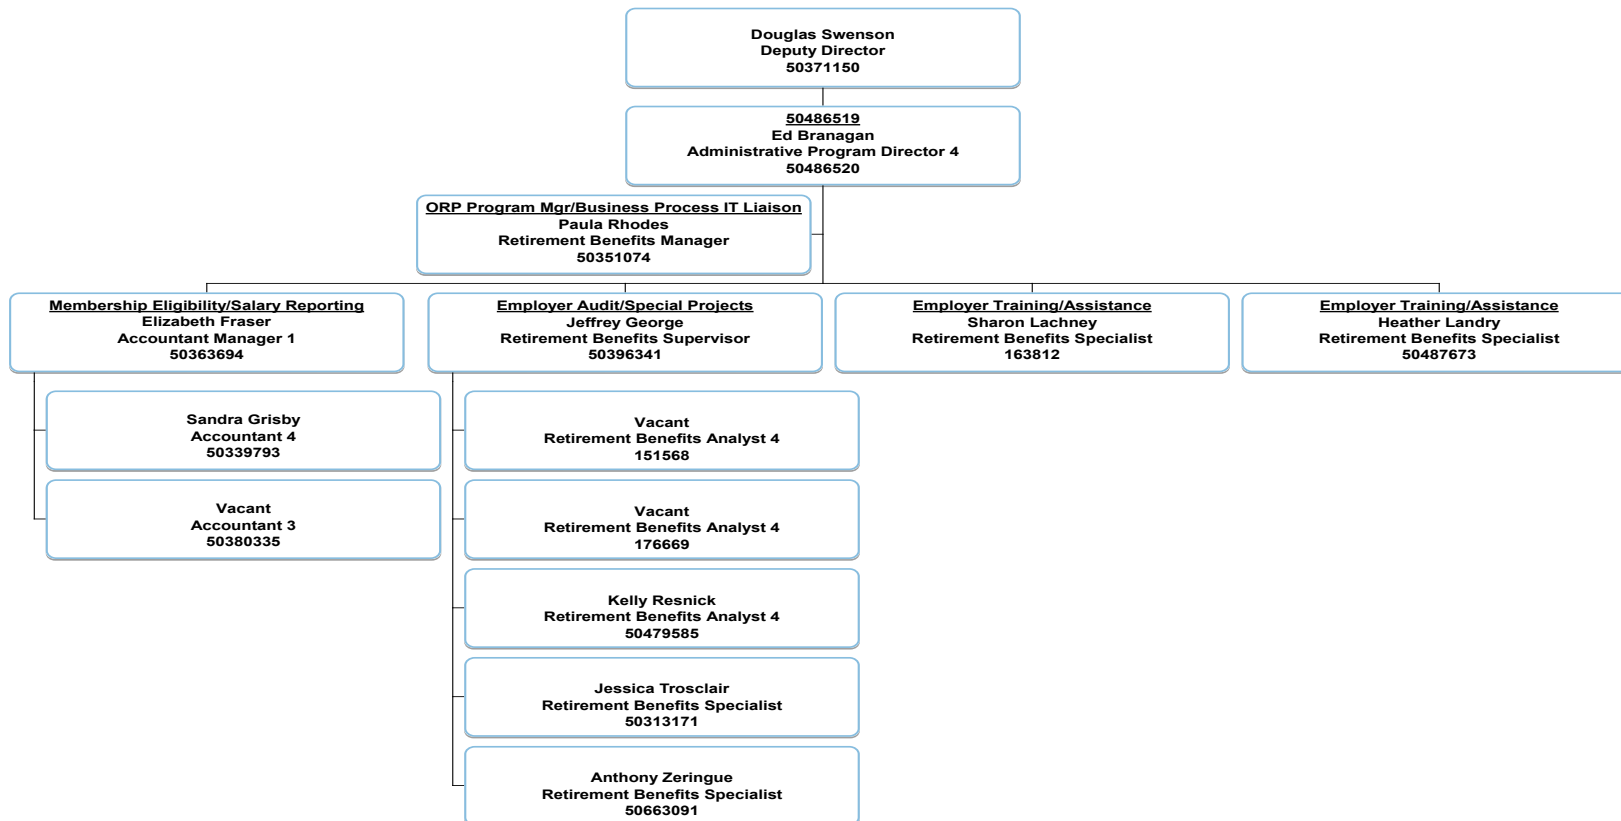 Douglas Swenson
Deputy Director
50371150
50486519
Ed Branagan
Administrative Program Director 4
50486520
ORP Program Mgr/Business Process IT Liaison
Paula Rhodes
Retirement Benefits Manager
50351074
Membership Eligibility/Salary Reporting
Elizabeth Fraser
Accountant Manager 1
50363694
Employer Audit/Special Projects
Jeffrey George
Retirement Benefits Supervisor
50396341
Employer Training/Assistance
Sharon Lachney
Retirement Benefits Specialist
163812
Employer Training/Assistance
Heather Landry
Retirement Benefits Specialist
50487673
Sandra Grisby
Accountant 4
50339793
Vacant
Accountant 3
50380335
Vacant
Retirement Benefits Analyst 4
151568
Vacant
Retirement Benefits Analyst 4
176669
Kelly Resnick
Retirement Benefits Analyst 4
50479585
Jessica Trosclair
Retirement Benefits Specialist
50313171
Anthony Zeringue
Retirement Benefits Specialist
50663091